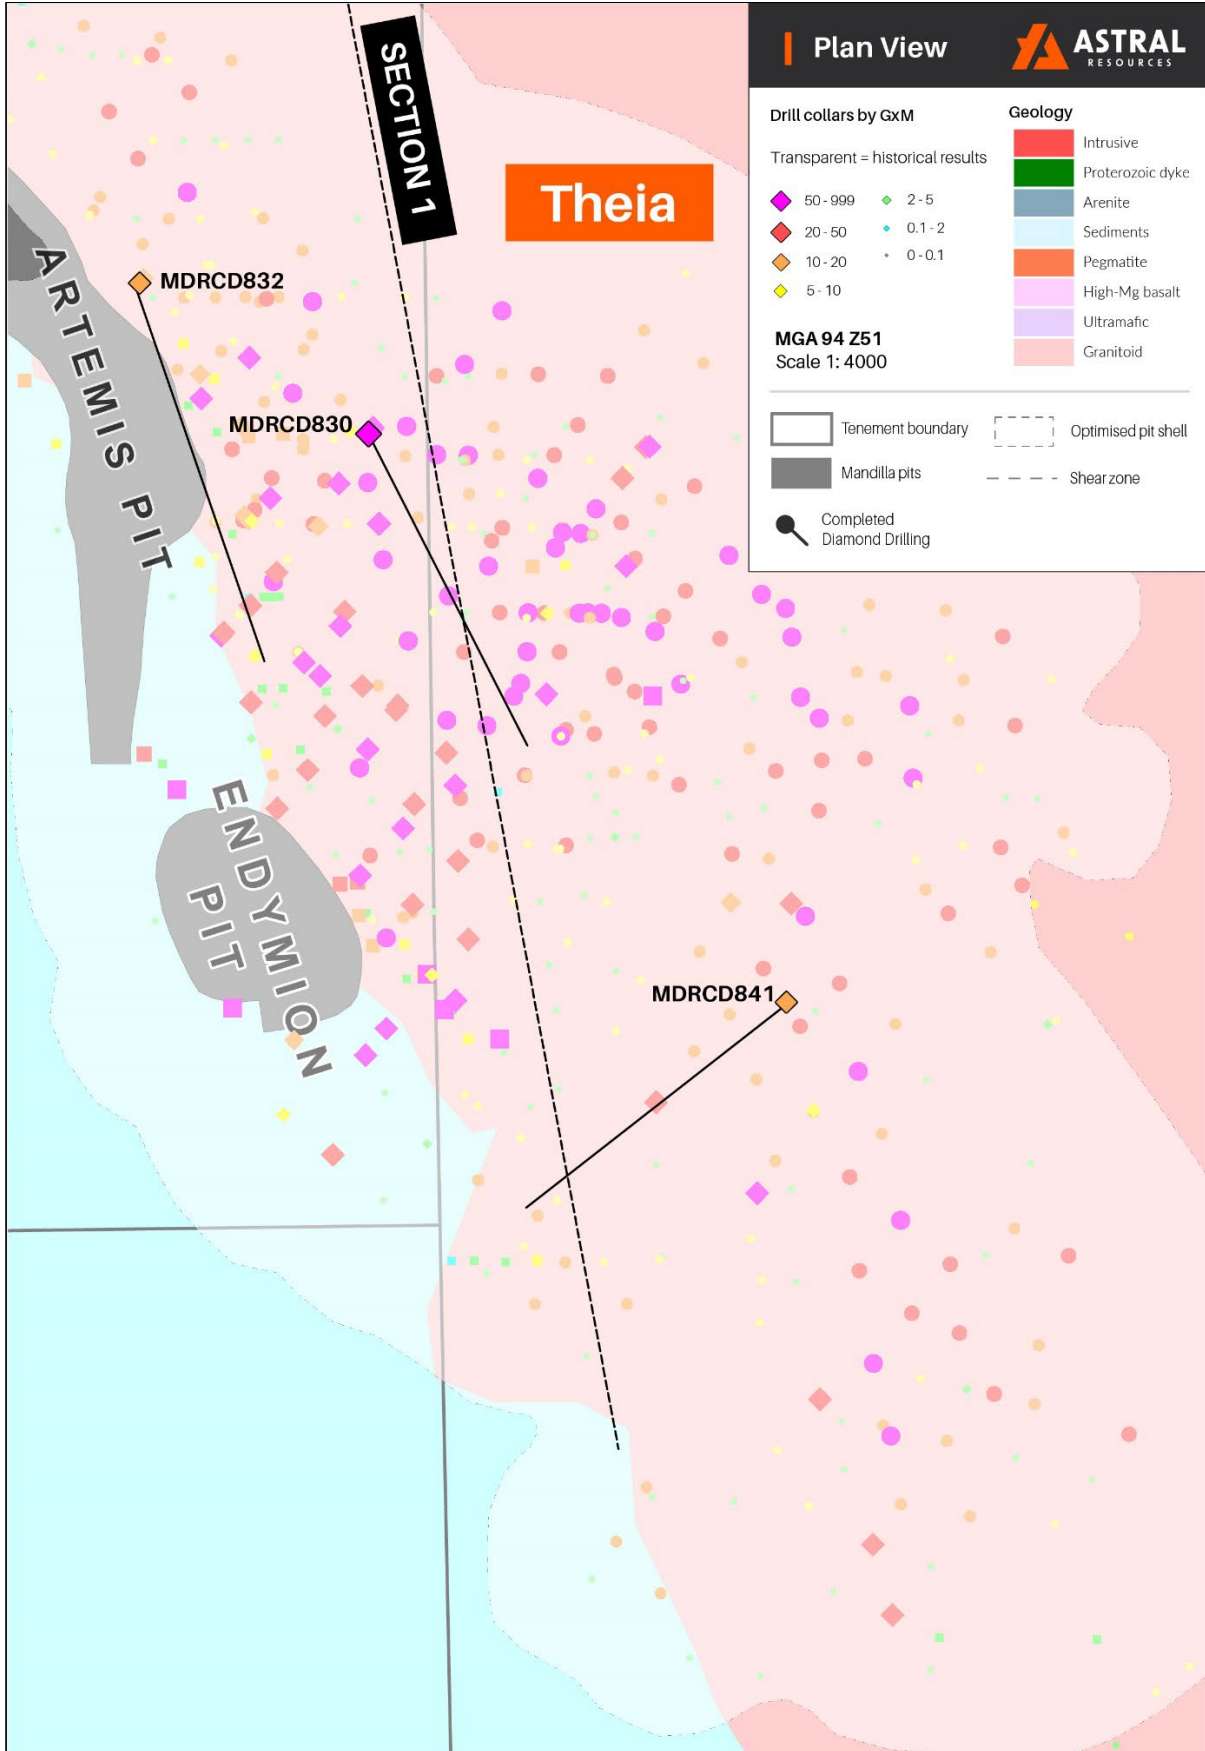 Plan View
ASTRAL
RESOURCES
Drill collars by GxM
Transparent = historical results
50 - 999
20 - 50
10 - 20
5 - 10
2 - 5
0.1 - 2
0 - 0.1
MGA 94 Z51
Scale 1: 4000
Geology
Intrusive
Proterozoic dyke
Arenite
Sediments
Pegmatite
High-Mg basalt
Ultramafic
Granitoid
Tenement boundary
Optimised pit shell
Mandilla pits
Shear zone
Completed
Diamond Drilling
SECTION 1
Theia
MDRCD832
ARTEMIS PIT
MDRCD830
ENDYMION
PIT
MDRCD841